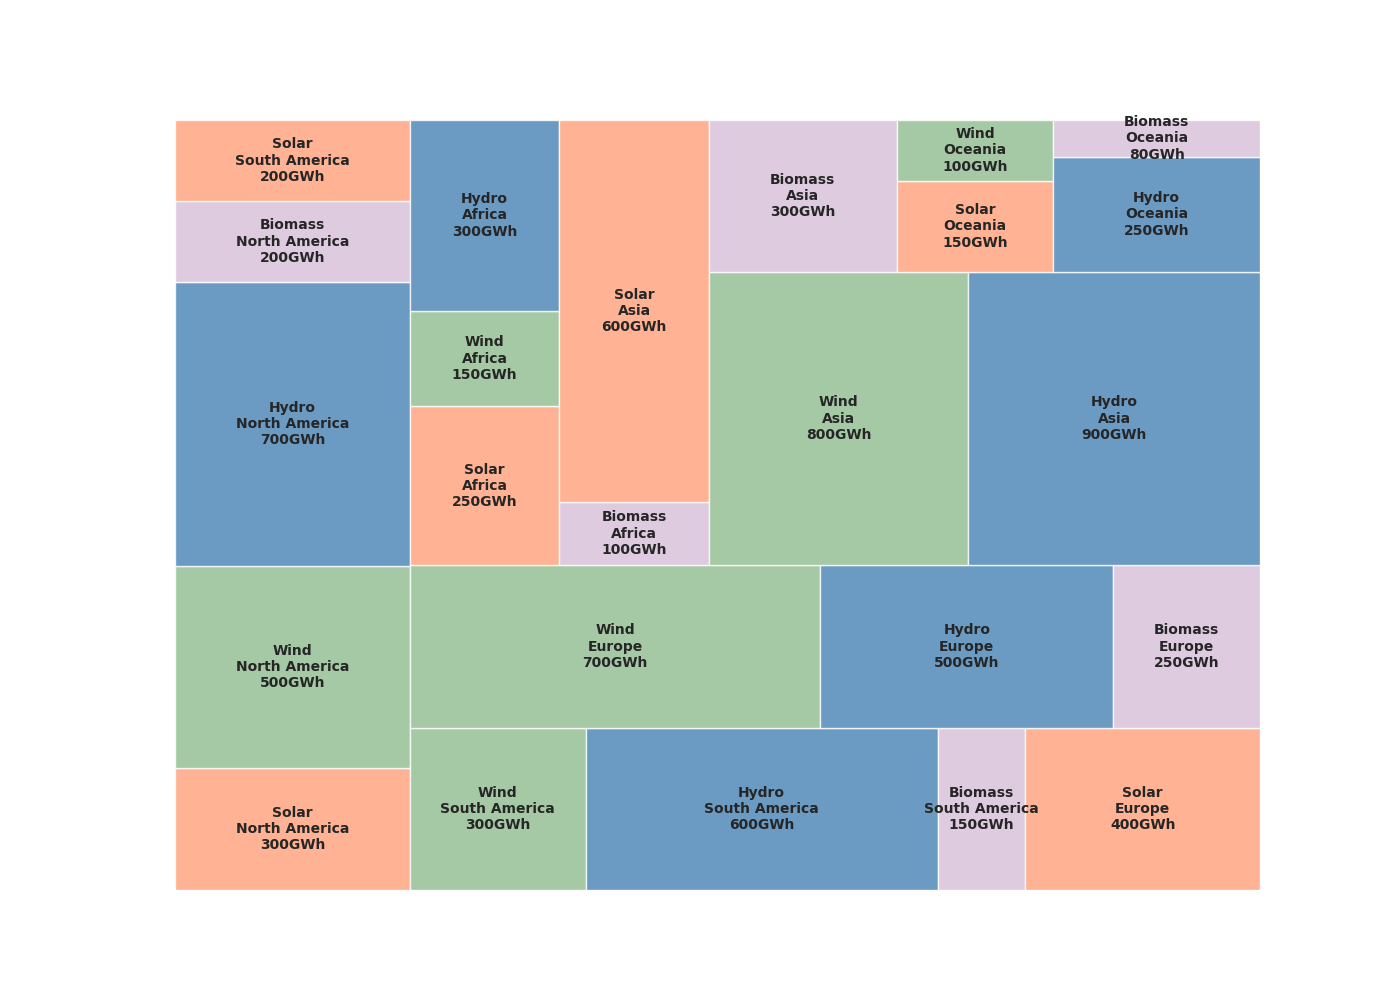 Solar
South America
200GWh
Biomass
North America
200GWh
Hydro
North America
700GWh
Wind
North America
500GWh
Solar
North America
300GWh
Hydro
Africa
300GWh
Wind
Africa
150GWh
Solar
Africa
250GWh
Solar
Asia
600GWh
Biomass
Africa
100GWh
Biomass
Asia
300GWh
Wind
Oceania
100GWh
Solar
Oceania
150GWh
Biomass
Oceania
80GWh
Hydro
Oceania
250GWh
Wind
Asia
800GWh
Hydro
Asia
900GWh
Wind
Europe
700GWh
Hydro
Europe
500GWh
Biomass
Europe
250GWh
Wind
South America
300GWh
Hydro
South America
600GWh
Biomass
South America
150GWh
Solar
Europe
400GWh